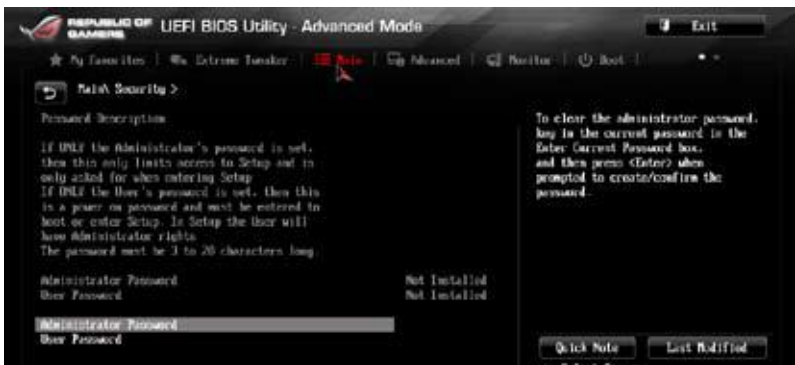 REPUBLIC OF GAMERS UEFI BIOS Utility - Advanced Mode Exit
My Favorites Extreme Tweaker Main Advanced Monitor Boot
Main\ Security >
Password Description
If ONLY the Administrator's password is set,
then this only limits access to Setup and is
only asked for when entering Setup
If ONLY the User's password is set, then this
is a power on password and must be entered to
boot or enter Setup. In Setup the User will
have Administrator rights
The password must be 3 to 20 characters long
Administrator Password Not Installed
User Password Not Installed
Administrator Password
User Password
To clear the administrator password,
key in the current password in the
Enter Current Password box,
and then press <Enter> when
prompted to create/confirm the
password.
Quick Note Last Modified